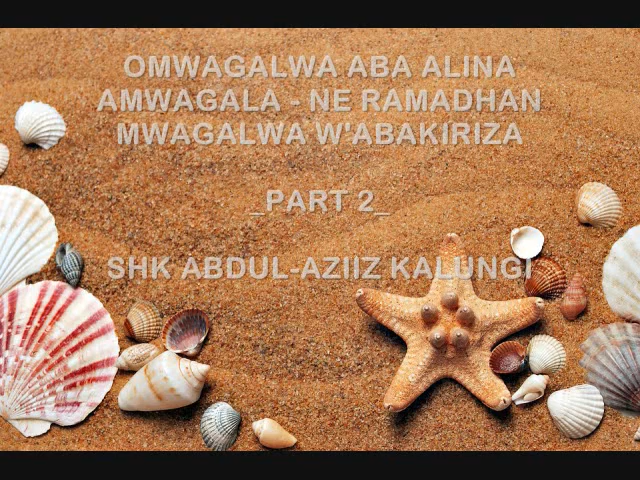 OMWAGALWA ABA ALINA
AMWAGALA - NE RAMADHAN
MWAGALWA W'ABAKIRIZA
_PART 2_
SHK ABDUL-AZIIZ KALUNGI